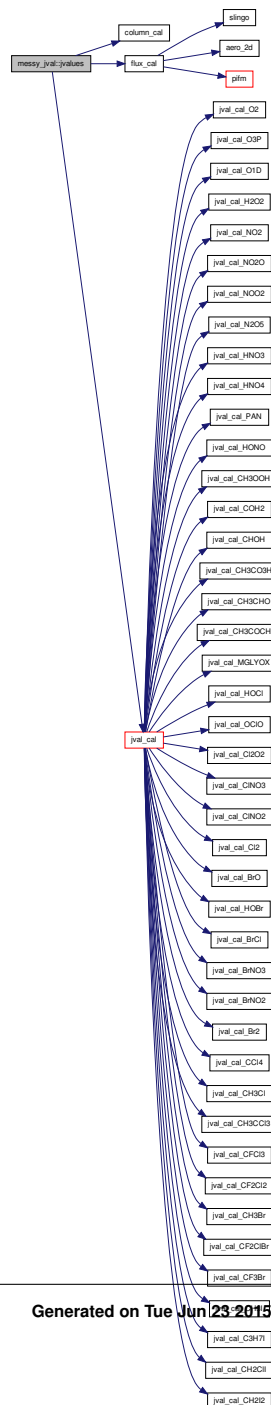 slingo
column_cal
aero_2d
messy_jval::jvalues
flux_cal
pifm
jval_cal_O2
jval_cal_O3P
jval_cal_O1D
jval_cal_H2O2
jval_cal_NO2
jval_cal_NO2O
jval_cal_NOO2
jval_cal_N2O5
jval_cal_HNO3
jval_cal_HNO4
jval_cal_PAN
jval_cal_HONO
jval_cal_CH3OOH
jval_cal_COH2
jval_cal_CHOH
jval_cal_CH3CO3H
jval_cal_CH3CHO
jval_cal_CH3COCH
jval_cal_MGLYOX
jval_cal_HOCl
jval_cal_OClO
jval_cal
jval_cal_Cl2O2
jval_cal_ClNO3
jval_cal_ClNO2
jval_cal_Cl2
jval_cal_BrO
jval_cal_HOBr
jval_cal_BrCl
jval_cal_BrNO3
jval_cal_BrNO2
jval_cal_Br2
jval_cal_CCl4
jval_cal_CH3Cl
jval_cal_CH3CCl3
jval_cal_CFCl3
jval_cal_CF2Cl2
jval_cal_CH3Br
jval_cal_CF2ClBr
jval_cal_CF3Br
Generated on Tue Jun 23 2015
jval_cal_C3H7I
jval_cal_CH2ClI
jval_cal_CH2I2